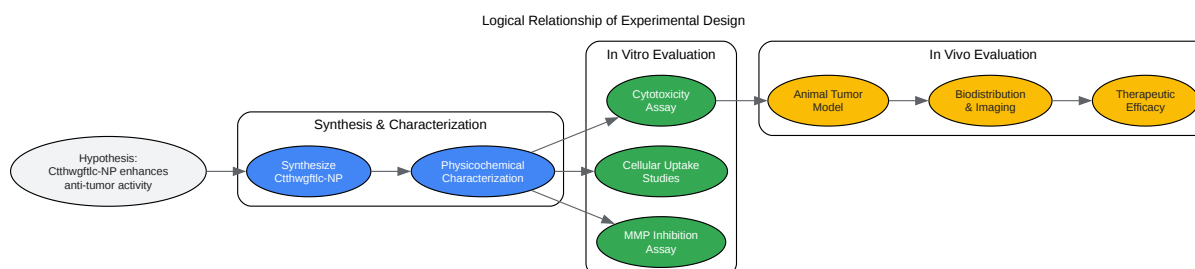 Logical Relationship of Experimental Design
Hypothesis:
Ctthwgftlc-NP enhances
anti-tumor activity
Synthesis & Characterization
Synthesize
Ctthwgftlc-NP
Physicochemical
Characterization
In Vitro Evaluation
Cytotoxicity
Assay
Cellular Uptake
Studies
MMP Inhibition
Assay
In Vivo Evaluation
Animal Tumor
Model
Biodistribution
& Imaging
Therapeutic
Efficacy